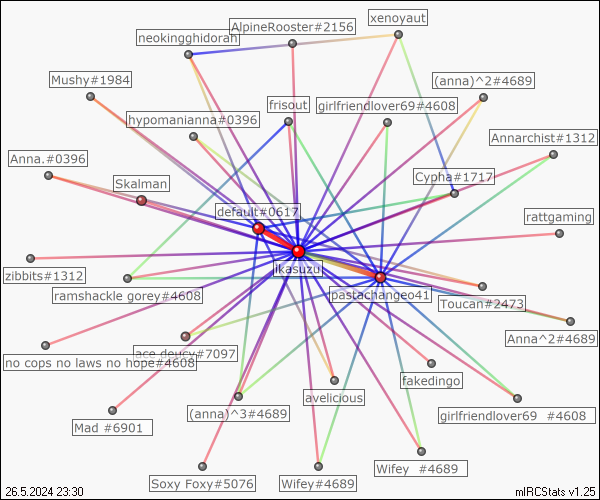 AlpineRooster#2156
xenoyaut
neokingghidorah
Mushy#1984
(anna)^2#4689
frisout
girlfriendlover69#4608
hypomanianna#0396
Annarchist#1312
Anna.#0396
Cypha#1717
Skalman
default#0617
rattgaming
ikasuzu
zibbits#1312
pastachangeo41
ramshackle gorey#4608
Toucan#2473
Anna^2#4689
ace deucy#7097
no cops no laws no hope#4608
fakedingo
avelicious
(anna)^3#4689
girlfriendlover69 #4608
Mad #6901
Wifey #4689
Soxy Foxy#5076
Wifey#4689
26.5.2024 23:30
mIRCStats v1.25